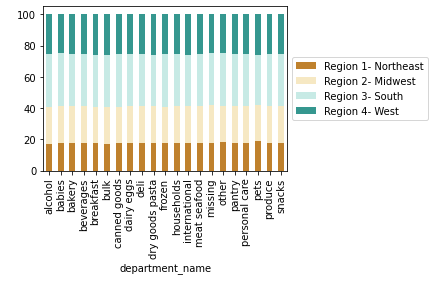 100
80
60
40
20
0
Region 1- Northeast
Region 2- Midwest
Region 3- South
Region 4- West
alcohol
babies
bakery
beverages
breakfast
bulk
canned goods
dairy eggs
deli
dry goods pasta
frozen
households
international
meat seafood
missing
other
pantry
personal care
pets
produce
snacks
department_name